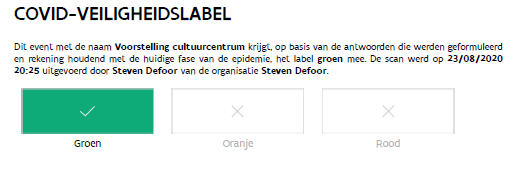 COVID-VEILIGHEIDSLABEL
Dit event met de naam Voorstelling cultuurcentrum krijgt, op basis van de antwoorden die werden geformuleerd
en rekening houdend met de huidige fase van de epidemie, het label groen mee. De scan werd op 23/08/2020
20:25 uitgevoerd door Steven Defoor van de organisatie Steven Defoor.
Groen Oranje Rood